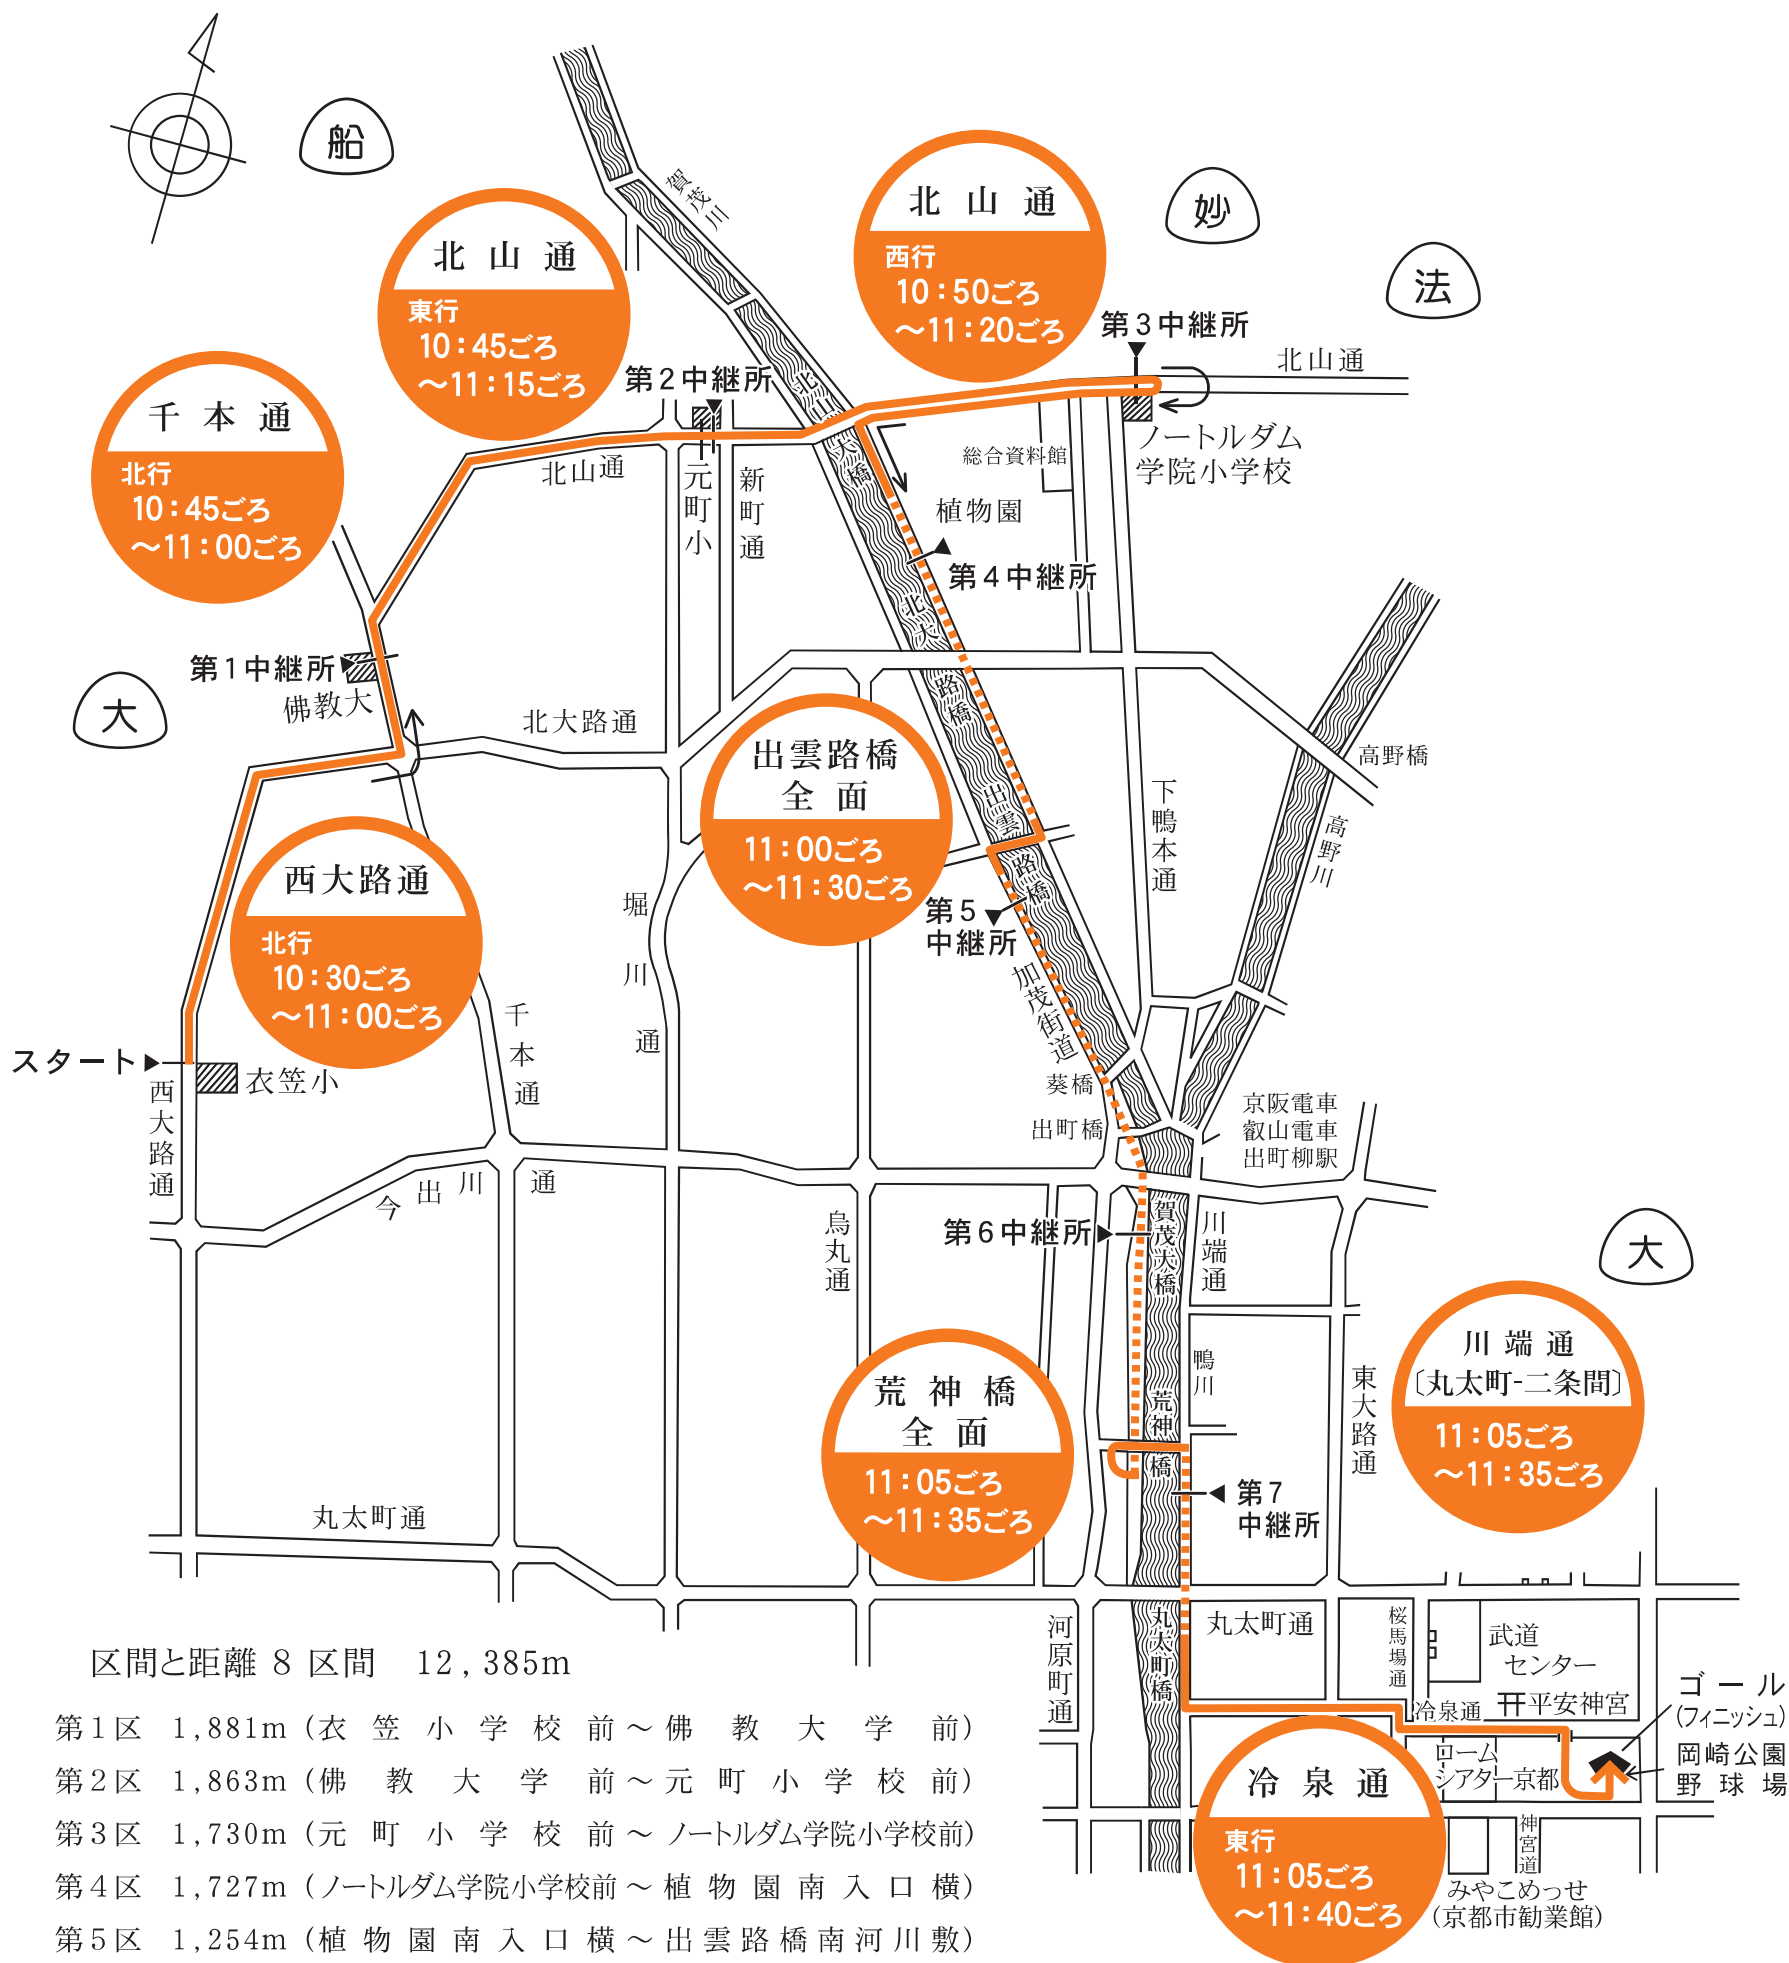 船
妙
法
大
大
賀茂川
北山通
東行
10：45ごろ
～11：15ごろ
北山通
西行
10：50ごろ
～11：20ごろ
千本通
北行
10：45ごろ
～11：00ごろ
第3中継所
北山通
ノートルダム
学院小学校
第2中継所
北山大橋
北山通
元町小
新町通
総合資料館
植物園
第4中継所
北大路橋
第1中継所
佛教大
北大路通
高野橋
高野川
出雲路橋
全面
11：00ごろ
～11：30ごろ
出雲路橋
下鴨本通
西大路通
北行
10：30ごろ
～11：00ごろ
堀川通
第5
中継所
加茂街道
千本通
スタート
衣笠小
西大路通
葵橋
出町橋
京阪電車
叡山電車
出町柳駅
今出川通
烏丸通
第6中継所
賀茂大橋
川端通
鴨川
荒神橋
全面
11：05ごろ
～11：35ごろ
荒神橋
東大路通
川端通
〔丸太町-二条間〕
11：05ごろ
～11：35ごろ
第7
中継所
丸太町通
河原町通
丸太町橋
丸太町通
桜馬場通
武道
センター
平安神宮
冷泉通
ゴール
(フィニッシュ)
岡崎公園
野球場
ローム
シアター京都
冷泉通
東行
11：05ごろ
～11：40ごろ
神宮道
みやこめっせ
(京都市勧業館)
区間と距離 8 区間 12,385m
第1区 1,881m (衣笠小学校前～佛教大学前)
第2区 1,863m (佛教大学前～元町小学校前)
第3区 1,730m (元町小学校前～ノートルダム学院小学校前)
第4区 1,727m (ノートルダム学院小学校前～植物園南入口横)
第5区 1,254m (植物園南入口横～出雲路橋南河川敷)